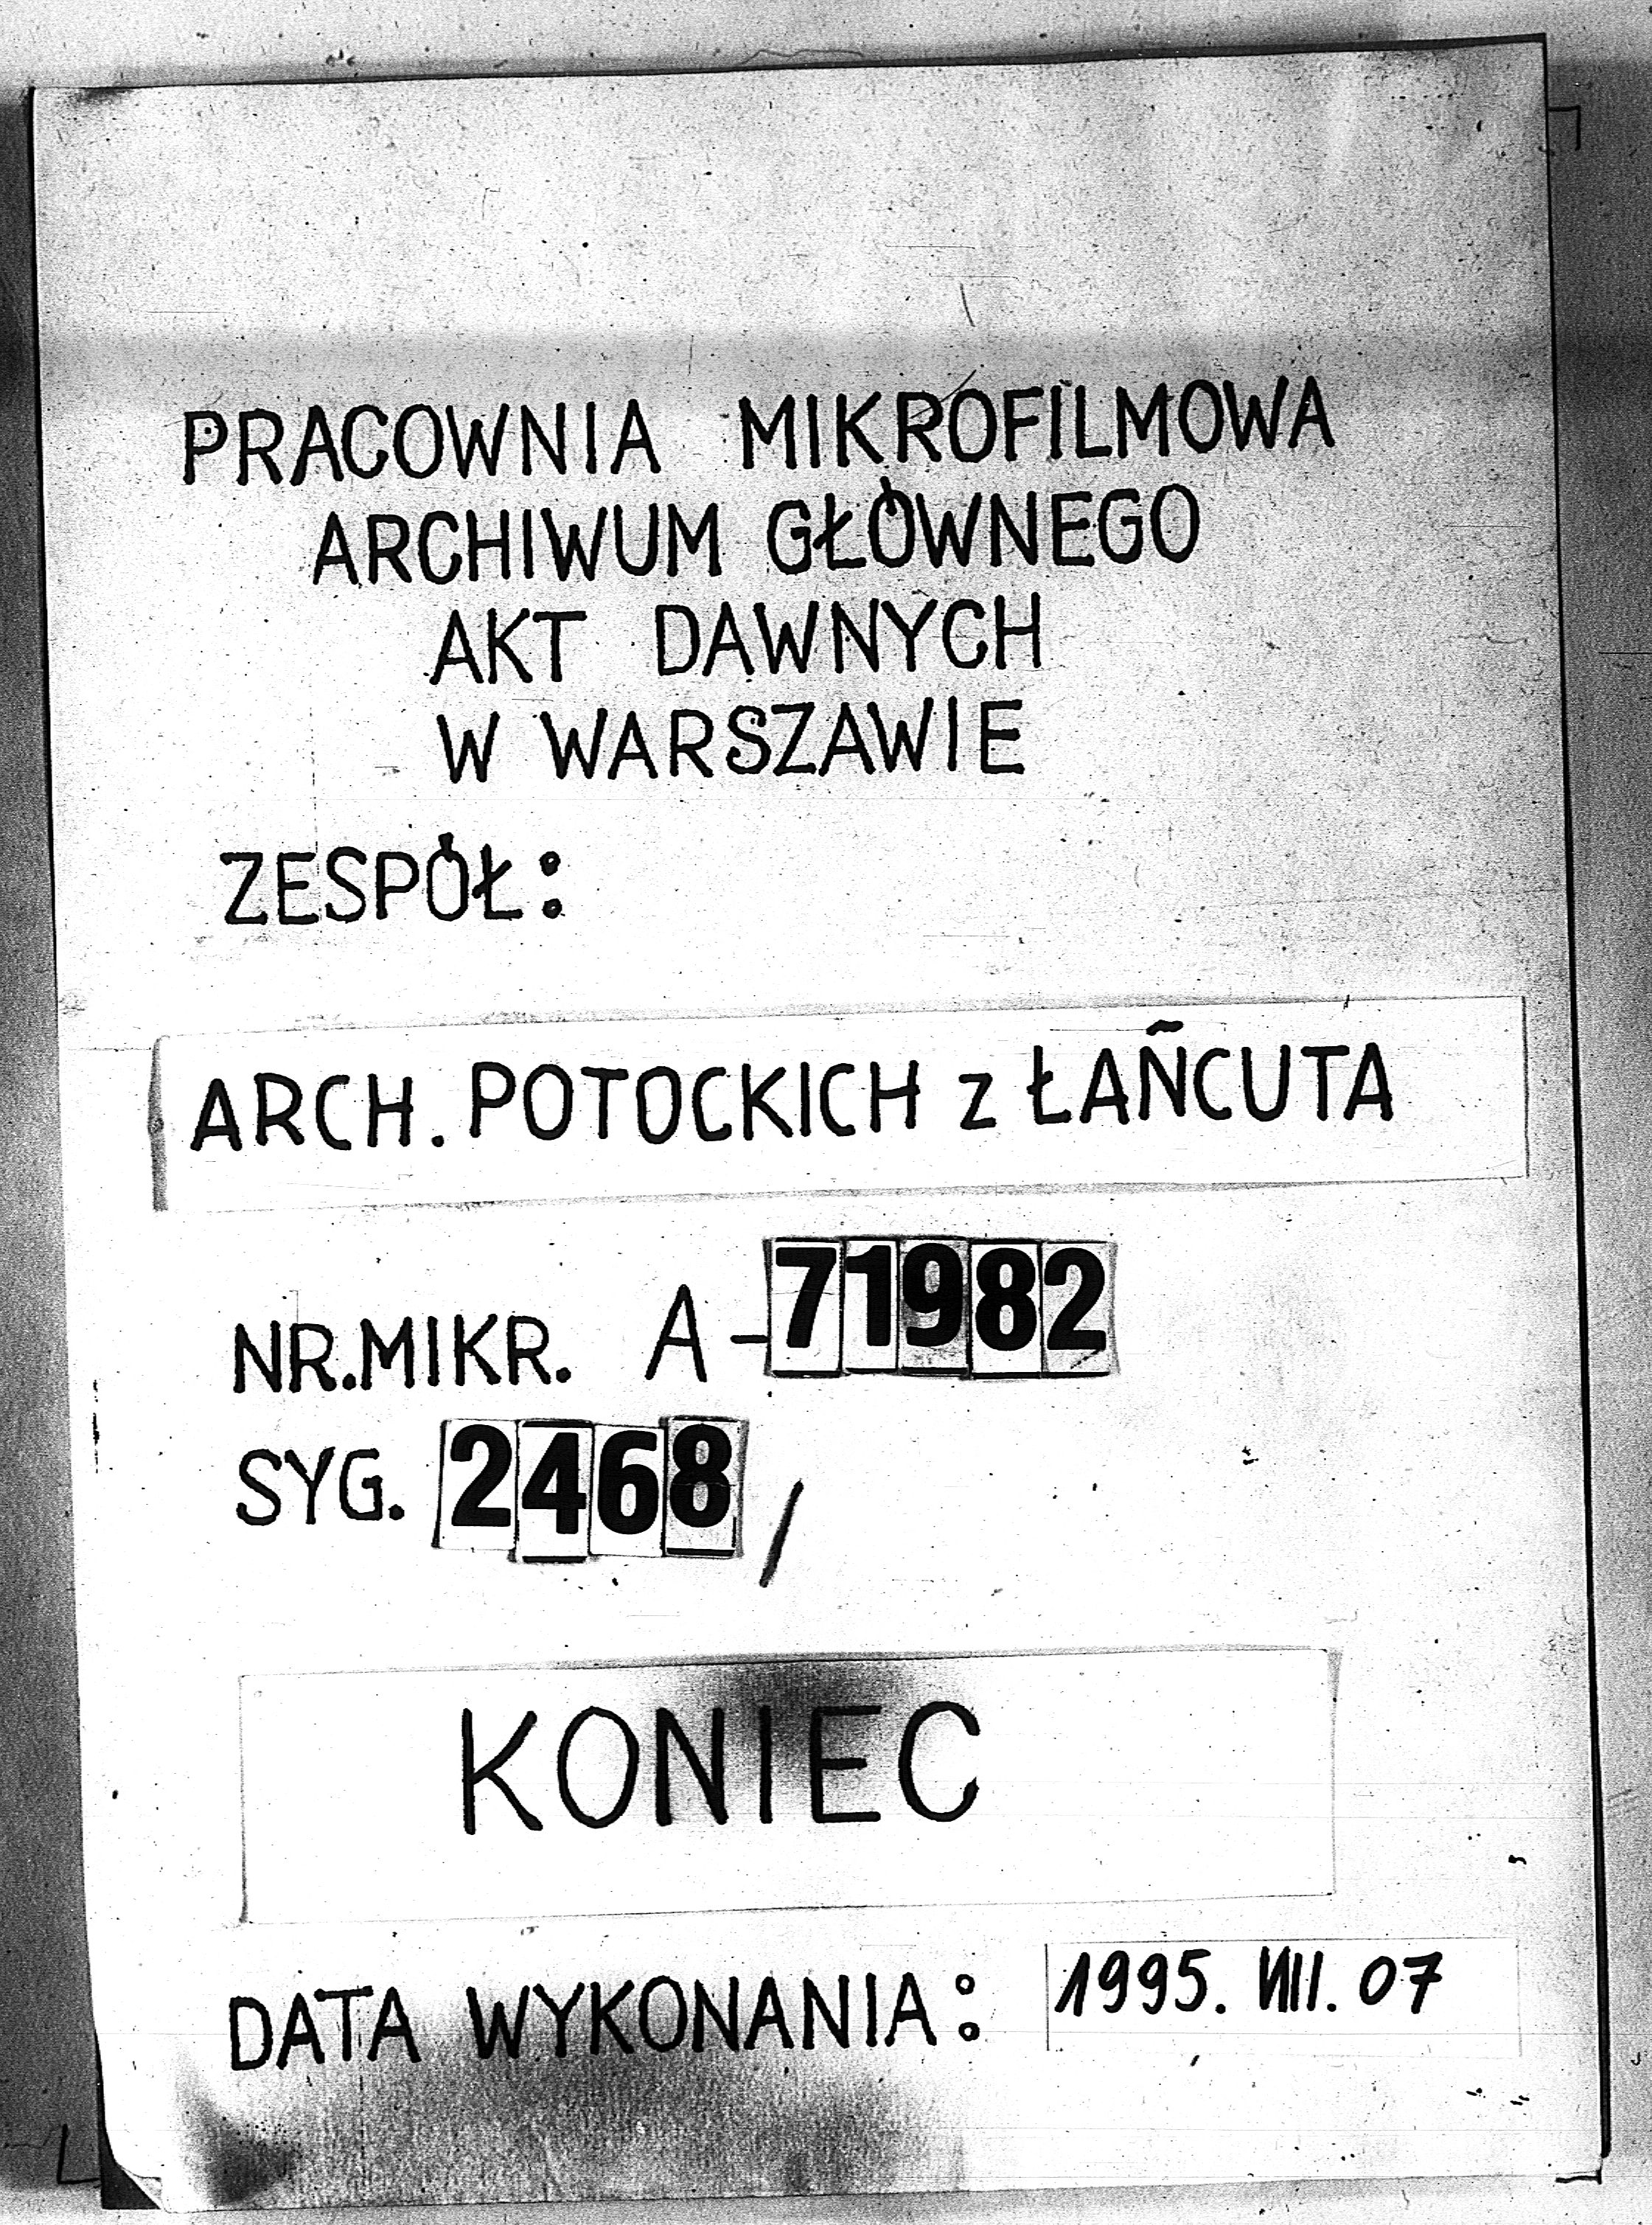 PRACOWNIA MIKROFILMOWA
ARCHIWUM GŁÓWNEGO
AKT DAWNYCH
W WARSZAWIE
ZESPÓŁ:
ARCH. POTOCKICH z ŁAŃCUTA
NR.MIKR. A-71982
SYG. 2468/
KONIEC
DATA WYKONANIA: 1995. VIII. 07